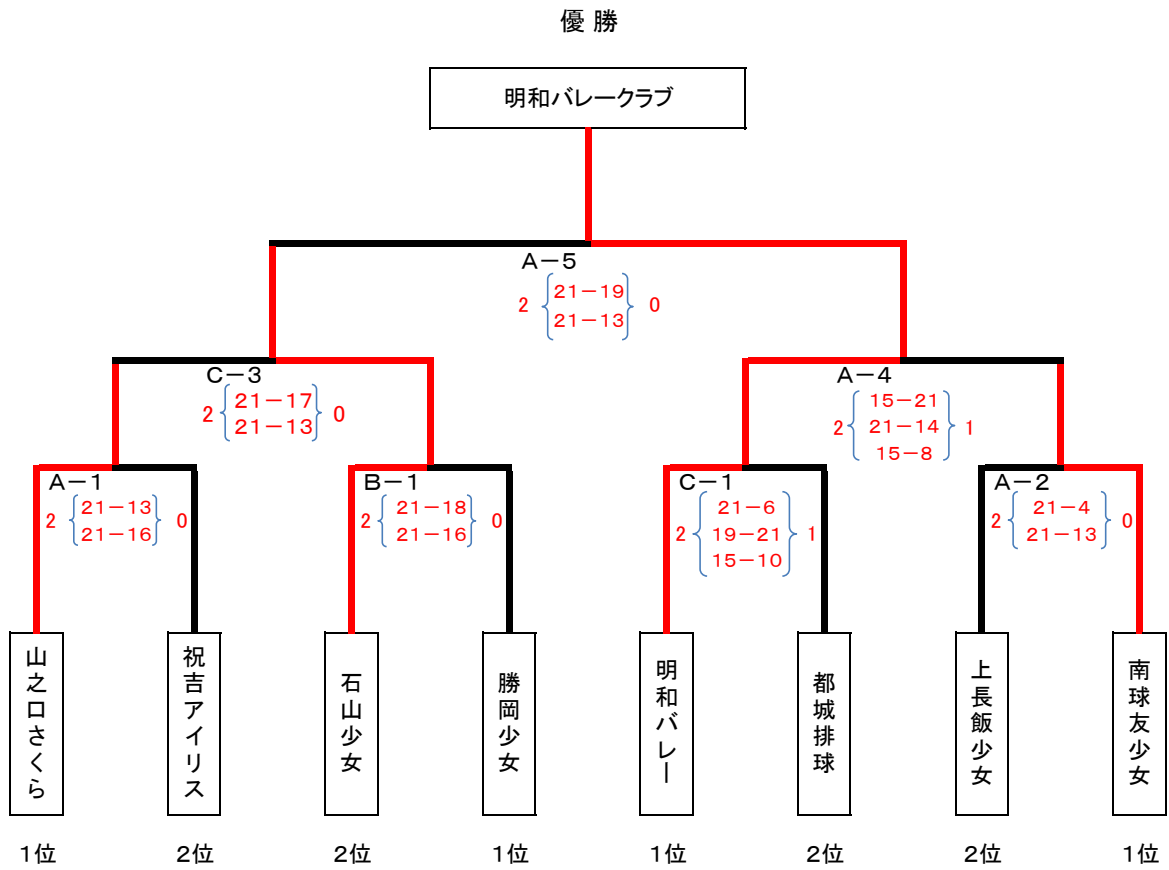 優 勝
明和バレークラブ
A－5
2 21－19 0
21－13
C－3
2 21－17 0
21－13
A－4
15－21
2 21－14 1
15－8
A－1
2 21－13 0
21－16
B－1
2 21－18 0
21－16
C－1
21－6
2 19－21 1
15－10
A－2
2 21－4 0
21－13
山之口さくら
祝吉アイリス
石山少女
勝岡少女
明和バレー
都城排球
上長飯少女
南球友少女
1位 2位 2位 1位 1位 2位 2位 1位